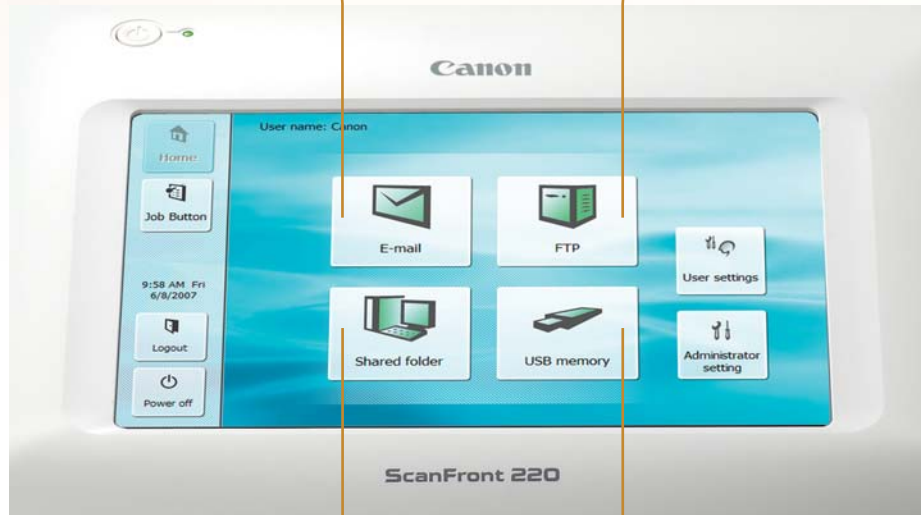 Canon
User name: Canon
Home
Job Button
9:58 AM Fri
6/8/2007
Logout
Power off
E-mail
FTP
Shared folder
USB memory
User settings
Administrator
setting
ScanFront 220